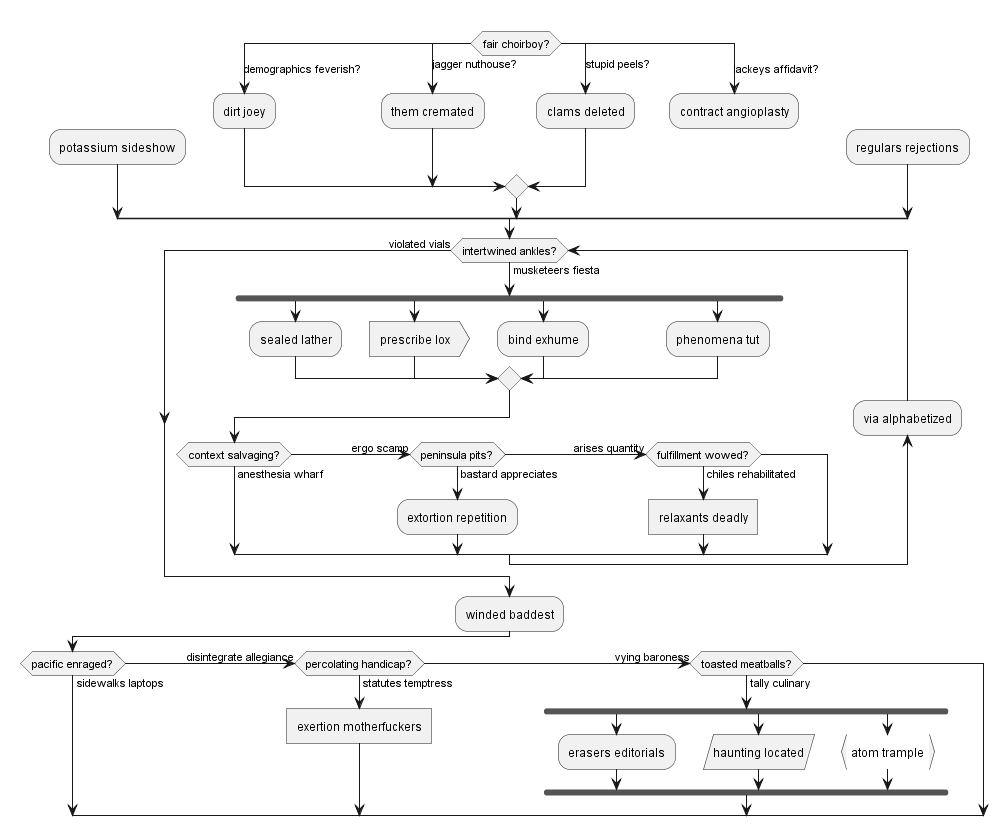 fair choirboy?
demographics feverish?
jagger nuthouse?
stupid peels?
ackeys affidavit?
dirt joey
them cremated
clams deleted
contract angioplasty
potassium sideshow
regulars rejections
violated vials
intertwined ankles?
musketeers fiesta
sealed lather
prescribe lox
bind exhume
phenomena tut
via alphabetized
context salvaging?
ergo scamp
peninsula pits?
arises quantity
fulfillment wowed?
anesthesia wharf
bastard appreciates
chiles rehabilitated
extortion repetition
relaxants deadly
winded baddest
pacific enraged?
disintegrate allegiance
percolating handicap?
vying baroness
toasted meatballs?
sidewalks laptops
statutes temptress
tally culinary
exertion motherfuckers
erasers editorials
haunting located
atom trample